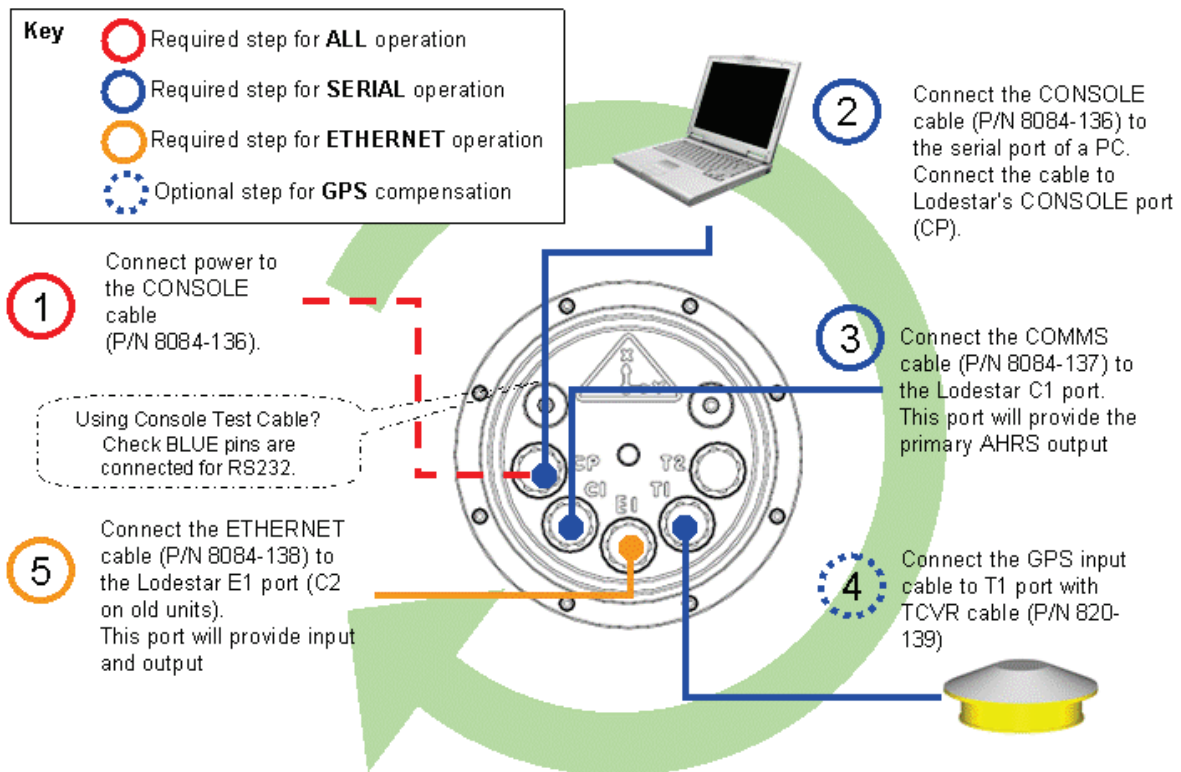 Key
Required step for ALL operation
Required step for SERIAL operation
Required step for ETHERNET operation
Optional step for GPS compensation
1
Connect power to
the CONSOLE
cable
(P/N 8084-136).
2
Connect the CONSOLE
cable (P/N 8084-136) to
the serial port of a PC.
Connect the cable to
Lodestar's CONSOLE port
(CP).
3
Connect the COMMS
cable (P/N 8084-137) to
the Lodestar C1 port.
This port will provide the
primary AHRS output
Using Console Test Cable?
Check BLUE pins are
connected for RS232.
X
Y
CP
C1
E1
T1
T2
4
Connect the GPS input
cable to T1 port with
TCVR cable (P/N 820-
139)
5
Connect the ETHERNET
cable (P/N 8084-138) to
the Lodestar E1 port (C2
on old units).
This port will provide input
and output